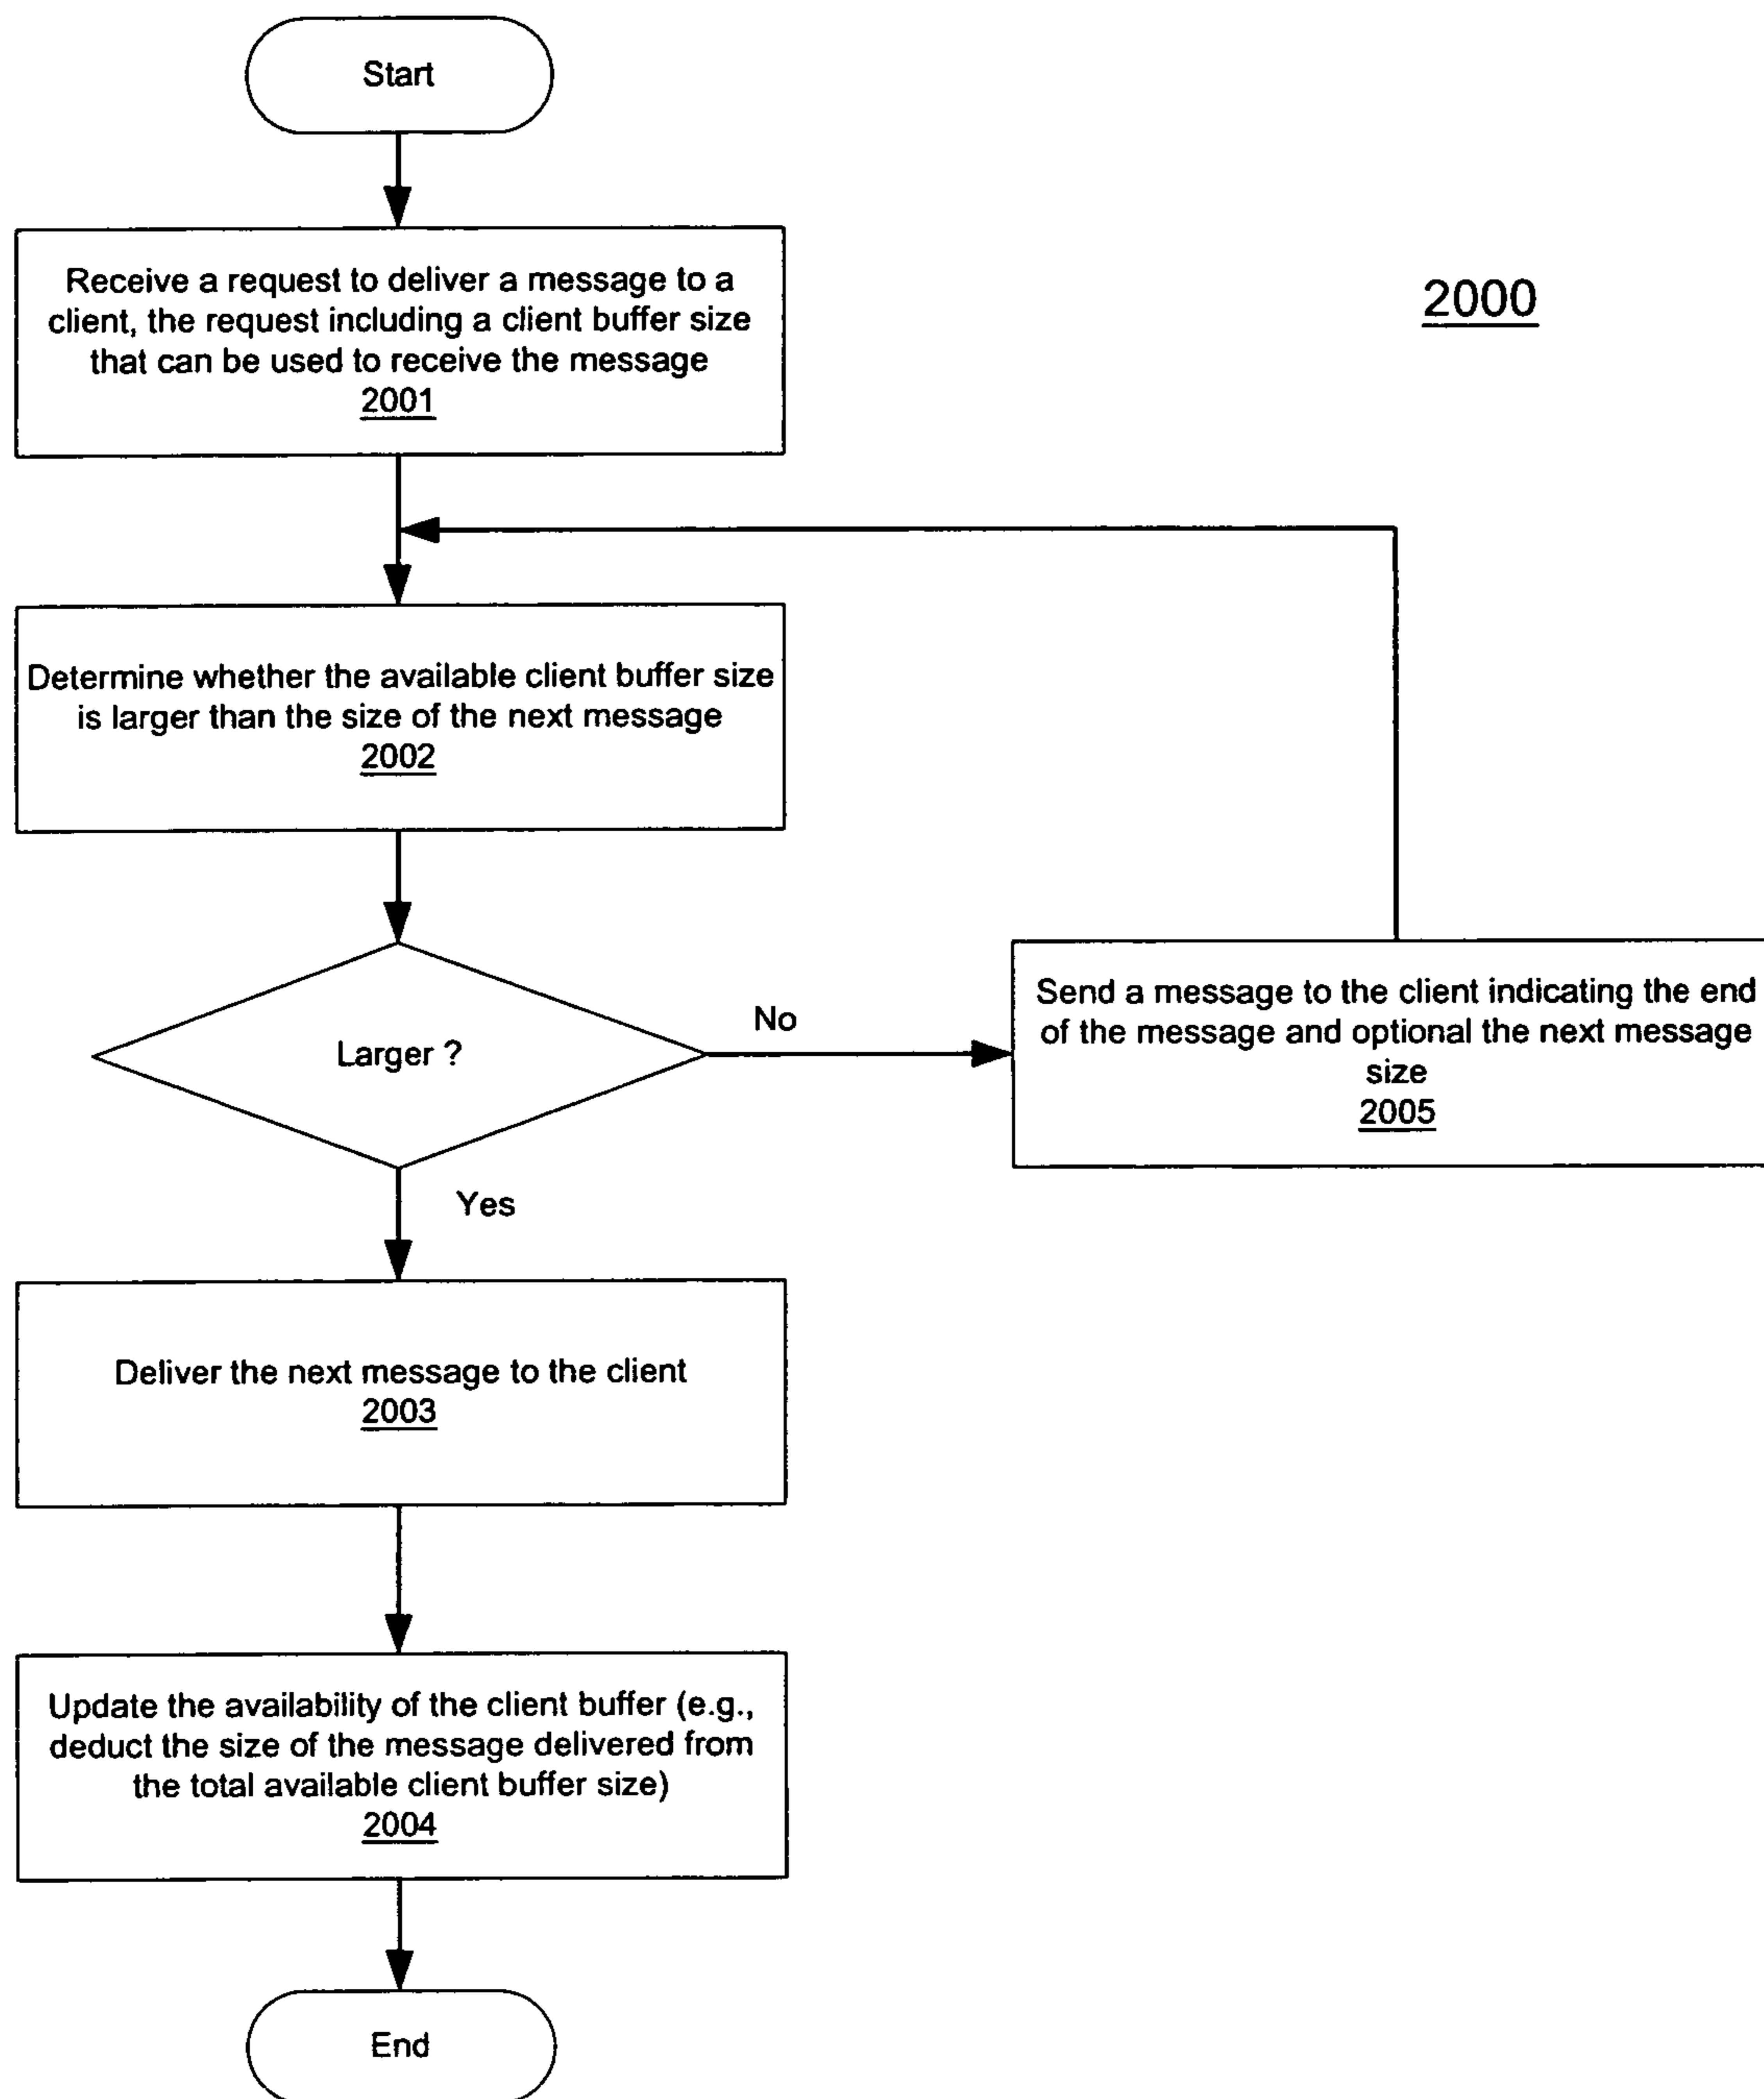 Start
Receive a request to deliver a message to a
client, the request including a client buffer size
that can be used to receive the message
2001
2000
Determine whether the available client buffer size
is larger than the size of the next message
2002
Larger ?
No
Send a message to the client indicating the end
of the message and optional the next message
size
2005
Yes
Deliver the next message to the client
2003
Update the availability of the client buffer (e.g.,
deduct the size of the message delivered from
the total available client buffer size)
2004
End